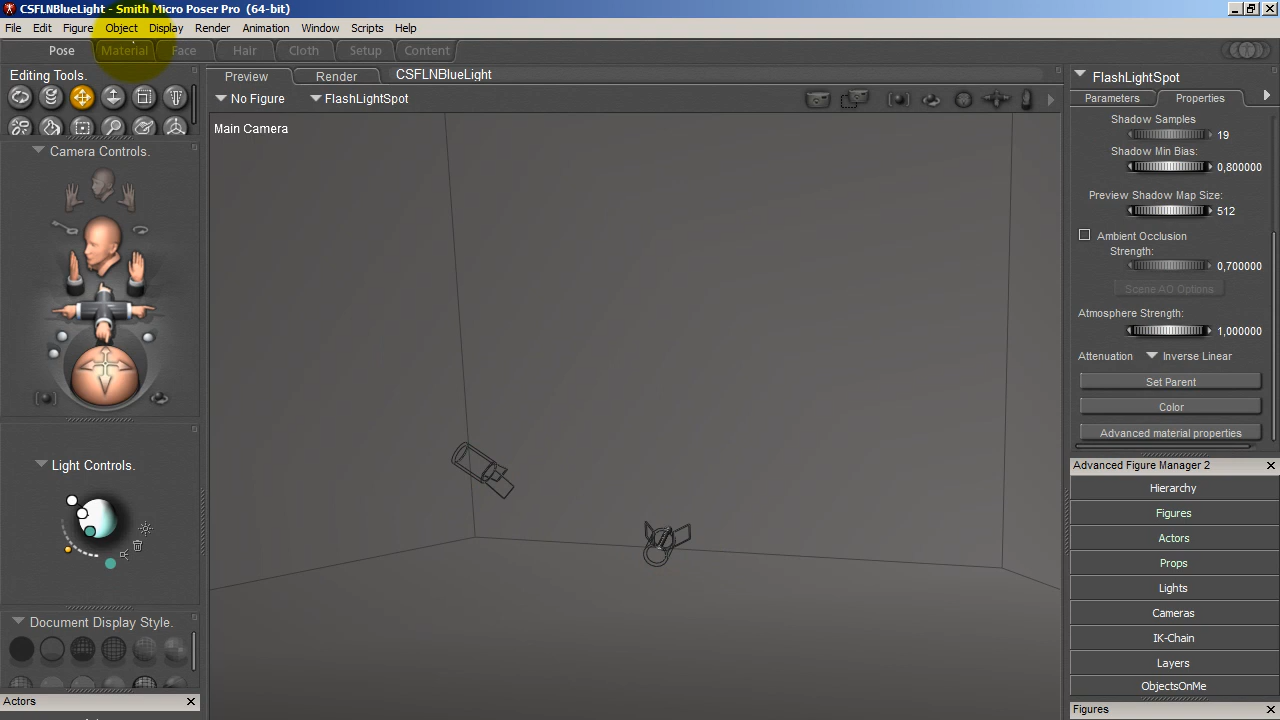 CSFLNBlueLight - Smith Micro Poser Pro (64-bit)
File Edit Figure Object Display Render Animation Window Scripts Help
Pose Material Face Hair Cloth Setup Content
Editing Tools.
Camera Controls.
Light Controls.
Document Display Style.
Actors
Preview Render CSFLNBlueLight
No Figure FlashLightSpot
Main Camera
FlashLightSpot
Parameters Properties
Shadow Samples
19
Shadow Min Bias:
0,800000
Preview Shadow Map Size:
512
Ambient Occlusion
Strength:
0,700000
Scene AO Options
Atmosphere Strength:
1,000000
Attenuation Inverse Linear
Set Parent
Color
Advanced material properties
Advanced Figure Manager 2
Hierarchy
Figures
Actors
Props
Lights
Cameras
IK-Chain
Layers
ObjectsOnMe
Figures